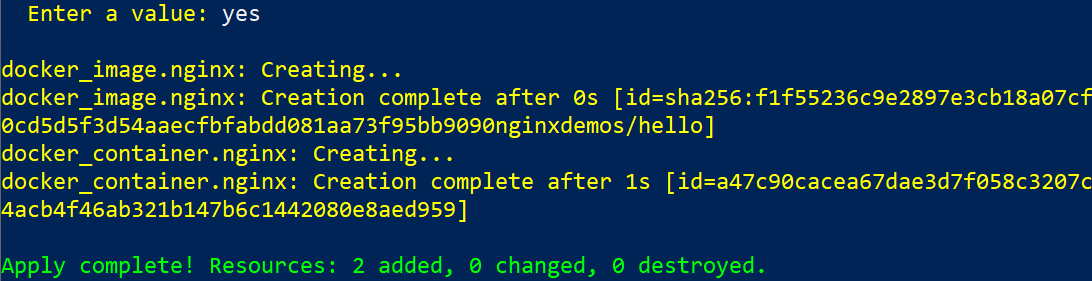 Enter a value: yes
docker_image.nginx: Creating...
docker_image.nginx: Creation complete after 0s [id=sha256:f1f55236c9e2897e3cb18a07cf
0cd5d5f3d54aaecfbfabdd081aa73f95bb9090nginxdemos/hello]
docker_container.nginx: Creating...
docker_container.nginx: Creation complete after 1s [id=a47c90cacea67dae3d7f058c3207c
4acb4f46ab321b147b6c1442080e8aed959]
Apply complete! Resources: 2 added, 0 changed, 0 destroyed.